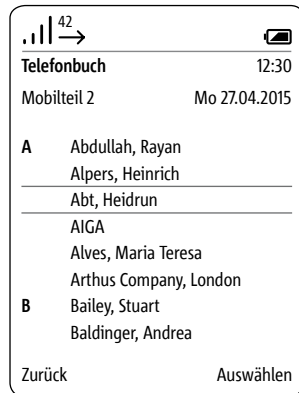 42
Telefonbuch 12:30
Mobilteil 2 Mo 27.04.2015
A Abdullah, Rayan
Alpers, Heinrich
Abt, Heidrun
AIGA
Alves, Maria Teresa
Arthus Company, London
B Bailey, Stuart
Baldinger, Andrea
Zurück Auswählen